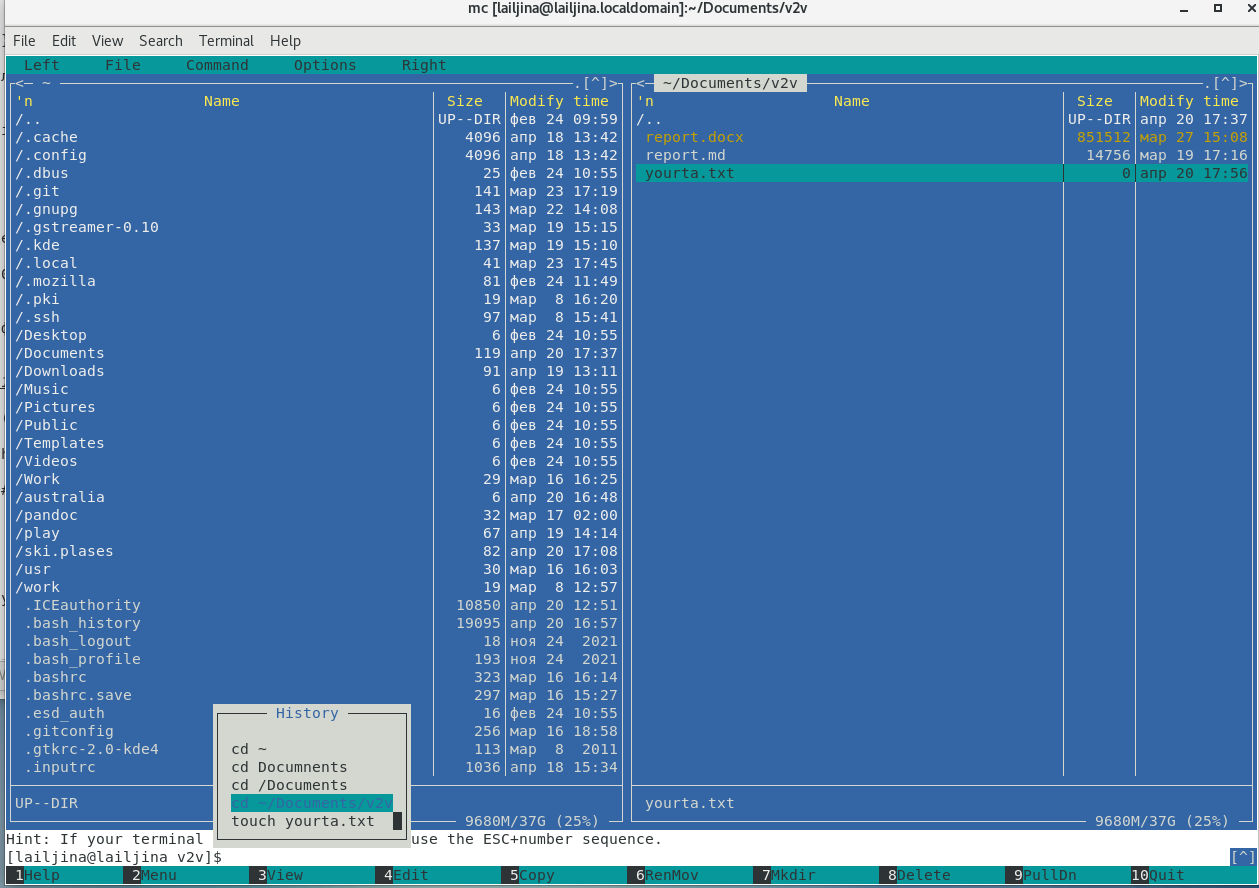 mc [lailjina@lailjina.localdomain]:~/Documents/v2v
File Edit View Search Terminal Help
Left File Command Options Right
<─ ~ .[^]>
'n Name Size Modify time
/.. UP--DIR фев 24 09:59
/.cache 4096 апр 18 13:42
/.config 4096 апр 18 13:42
/.dbus 25 фев 24 10:55
/.git 141 мар 23 17:19
/.gnupg 143 мар 22 14:08
/.gstreamer-0.10 33 мар 19 15:15
/.kde 137 мар 19 15:10
/.local 41 мар 23 17:45
/.mozilla 81 фев 24 11:49
/.pki 19 мар 8 16:20
/.ssh 97 мар 8 15:41
/Desktop 6 фев 24 10:55
/Documents 119 апр 20 17:37
/Downloads 91 апр 19 13:11
/Music 6 фев 24 10:55
/Pictures 6 фев 24 10:55
/Public 6 фев 24 10:55
/Templates 6 фев 24 10:55
/Videos 6 фев 24 10:55
/Work 29 мар 16 16:25
/australia 6 апр 20 16:48
/pandoc 32 мар 17 02:00
/play 67 апр 19 14:14
/ski.plases 82 апр 20 17:08
/usr 30 мар 16 16:03
/work 19 мар 8 12:57
.ICEauthority 10850 апр 20 12:51
.bash_history 19095 апр 20 16:57
.bash_logout 18 ноя 24 2021
.bash_profile 193 ноя 24 2021
.bashrc 323 мар 16 16:14
.bashrc.save 297 мар 16 15:27
.esd_auth 16 фев 24 10:55
.gitconfig 256 мар 16 18:58
.gtkrc-2.0-kde4 113 мар 8 2011
.inputrc 1036 апр 18 15:34
UP--DIR
9680M/37G (25%)
<─ ~/Documents/v2v .[^]>
'n Name Size Modify time
/.. UP--DIR апр 20 17:37
report.docx 851512 мар 27 15:08
report.md 14756 мар 19 17:16
yourta.txt 0 апр 20 17:56
yourta.txt
9680M/37G (25%)
History
cd ~
cd Documnents
cd /Documents
cd ~/Documents/v2v
touch yourta.txt
Hint: If your terminal use the ESC+number sequence.
[lailjina@lailjina v2v]$ [^]
1Help 2Menu 3View 4Edit 5Copy 6RenMov 7Mkdir 8Delete 9PullDn 10Quit